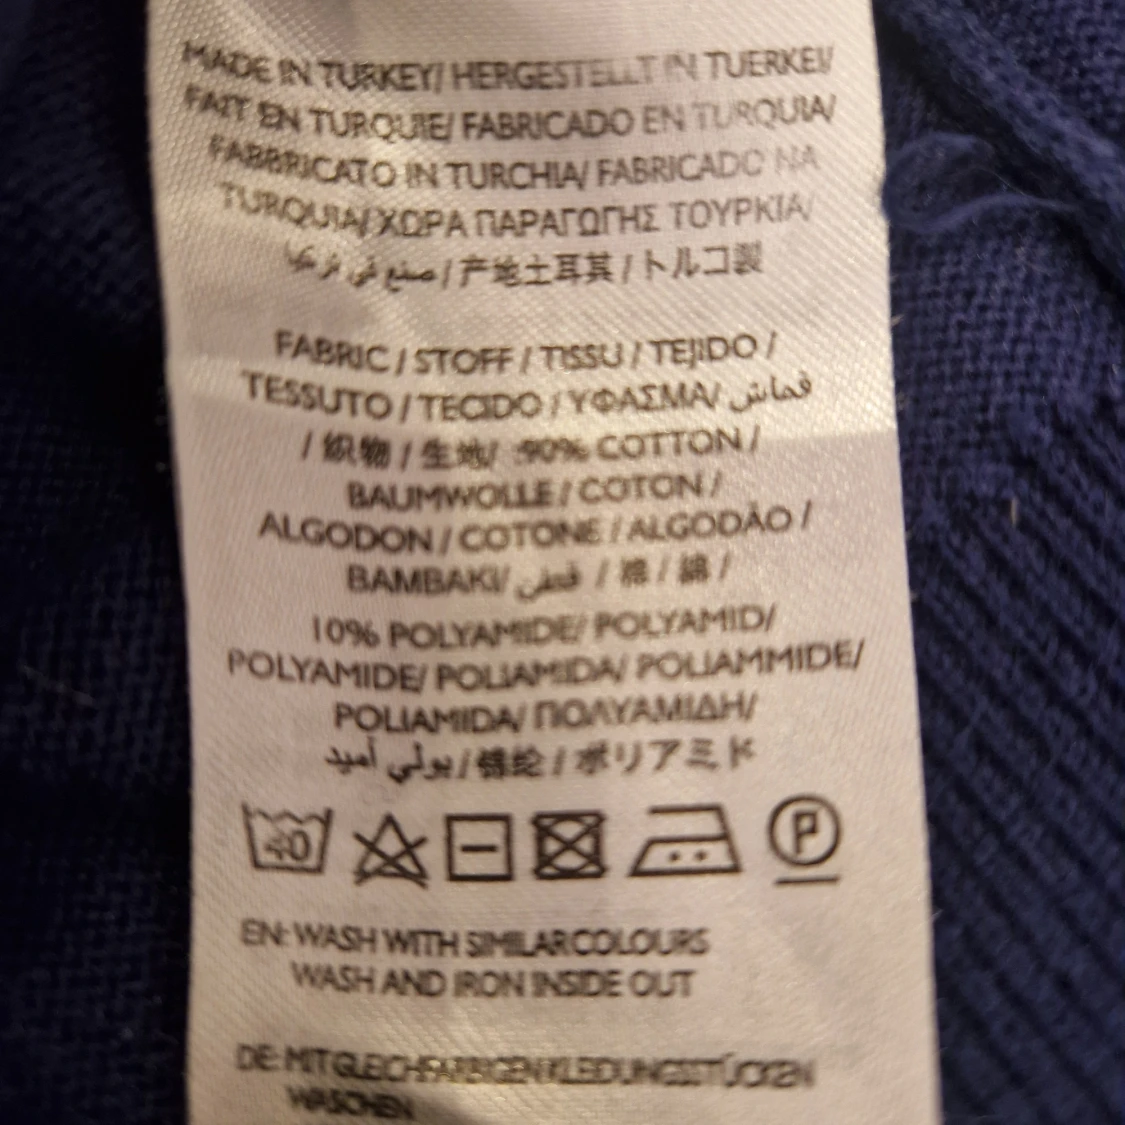 MADE IN TURKEY/ HERGESTELLT IN TUERKEI/
FAIT EN TURQUIE/ FABRICADO EN TURQUIA/
FABBRICATO IN TURCHIA/ FABRICADO NA
TURQUIA/ ΧΩΡΑ ΠΑΡΑΓΩΓΗΣ ΤΟΥΡΚΙΑ/
صنع في تركيا / 产地土耳其 / トルコ製
FABRIC / STOFF / TISSU / TEJIDO /
TESSUTO / TECIDO / ΥΦΑΣΜΑ/ قماش
/ 织物 / 生地/ :90% COTTON /
BAUMWOLLE / COTON /
ALGODON / COTONE / ALGODÃO /
BAMBAKI/ قطن / 棉 / 綿 /
10% POLYAMIDE/ POLYAMID/
POLYAMIDE/ POLIAMIDA/ POLIAMMIDE/
POLIAMIDA/ ΠΟΛΥΑΜΙΔΗ/
بولي أميد / 锦纶 / ポリアミド
40 P
EN: WASH WITH SIMILAR COLOURS
WASH AND IRON INSIDE OUT
DE: MIT GLEICHFARBIGEN KLEIDUNGSSTÜCKEN
WASCHEN